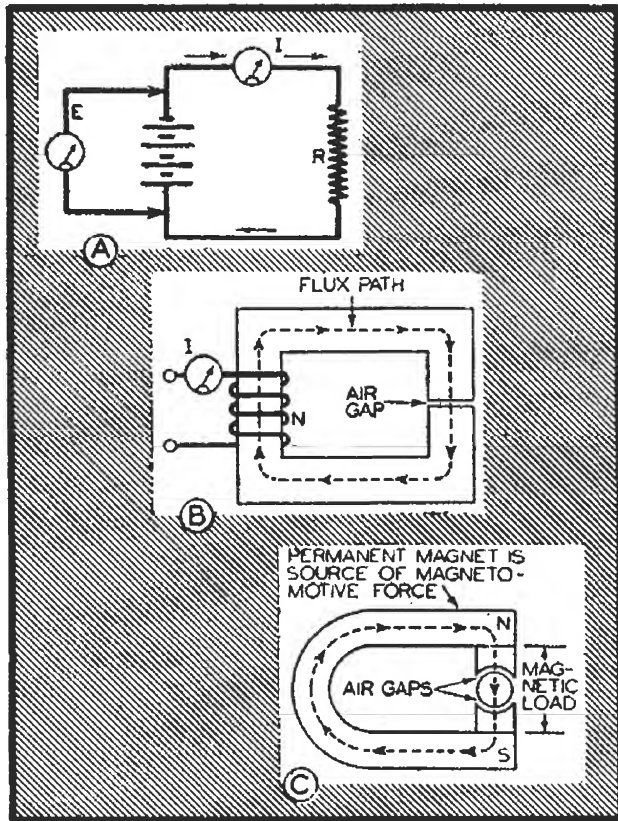 I
E
R
A
FLUX PATH
I
AIR
GAP
N
B
PERMANENT MAGNET IS
SOURCE OF MAGNETO-
MOTIVE FORCE
N
AIR GAPS
MAG-
NETIC
LOAD
S
C